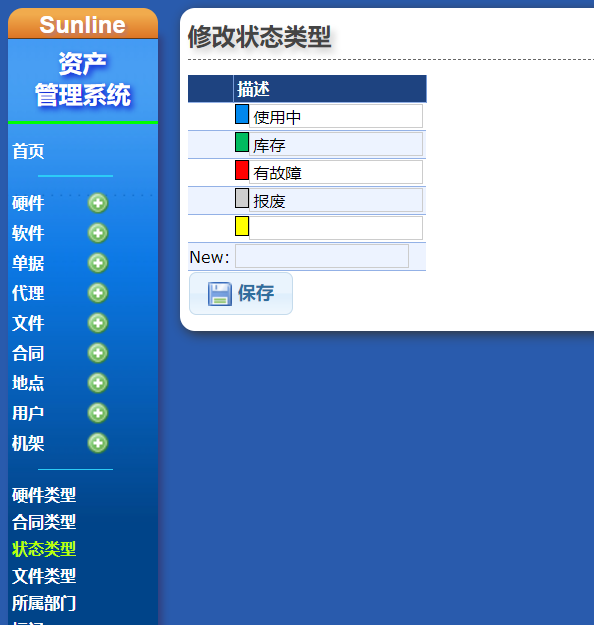 Sunline
资产
管理系统
首页
硬件
软件
单据
代理
文件
合同
地点
用户
机架
硬件类型
合同类型
状态类型
文件类型
所属部门
修改状态类型
描述
使用中
库存
有故障
报废
New:
保存